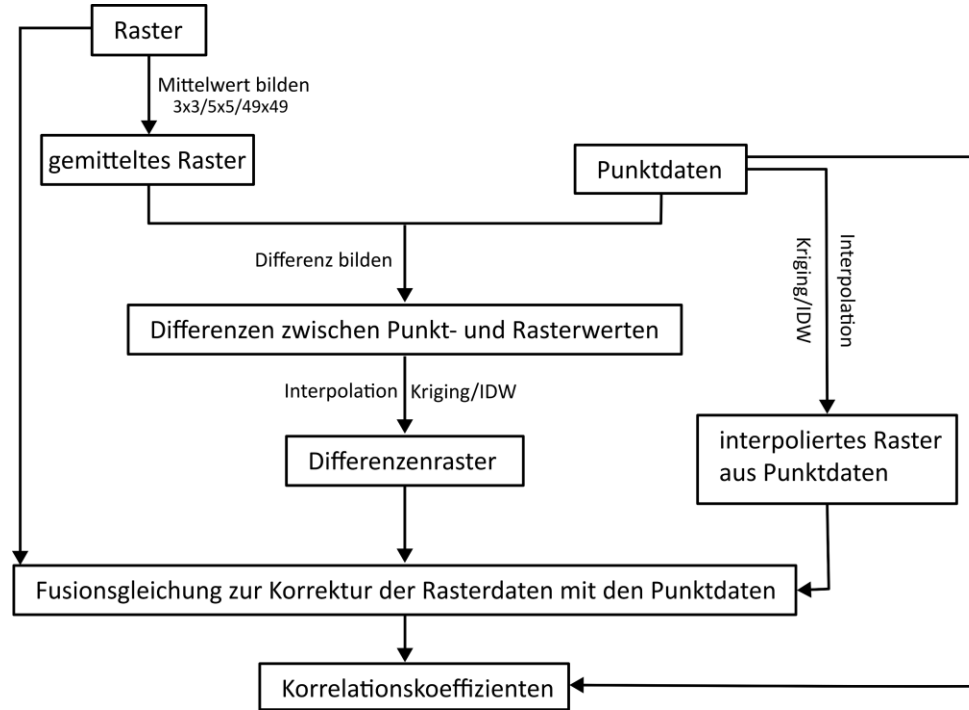 Raster
Mittelwert bilden
3x3/5x5/49x49
gemitteltes Raster
Punktdaten
Differenz bilden
Interpolation
Kriging/IDW
Differenzen zwischen Punkt- und Rasterwerten
Interpolation Kriging/IDW
interpoliertes Raster
aus Punktdaten
Differenzenraster
Fusionsgleichung zur Korrektur der Rasterdaten mit den Punktdaten
Korrelationskoeffizienten